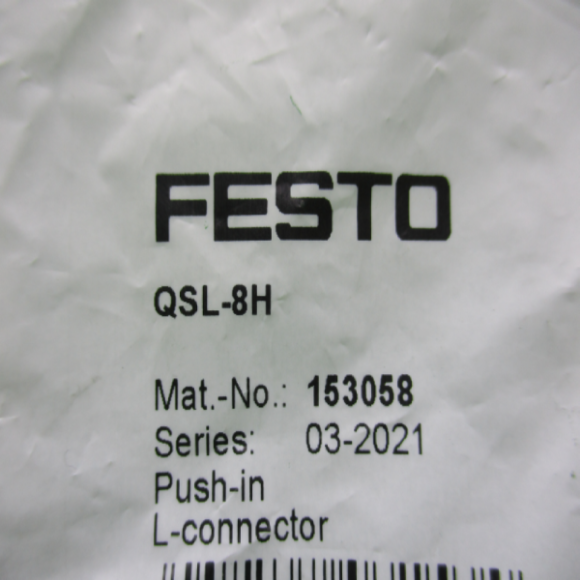 FESTO
QSL-8H
Mat.-No.: 153058
Series: 03-2021
Push-in
L-connector